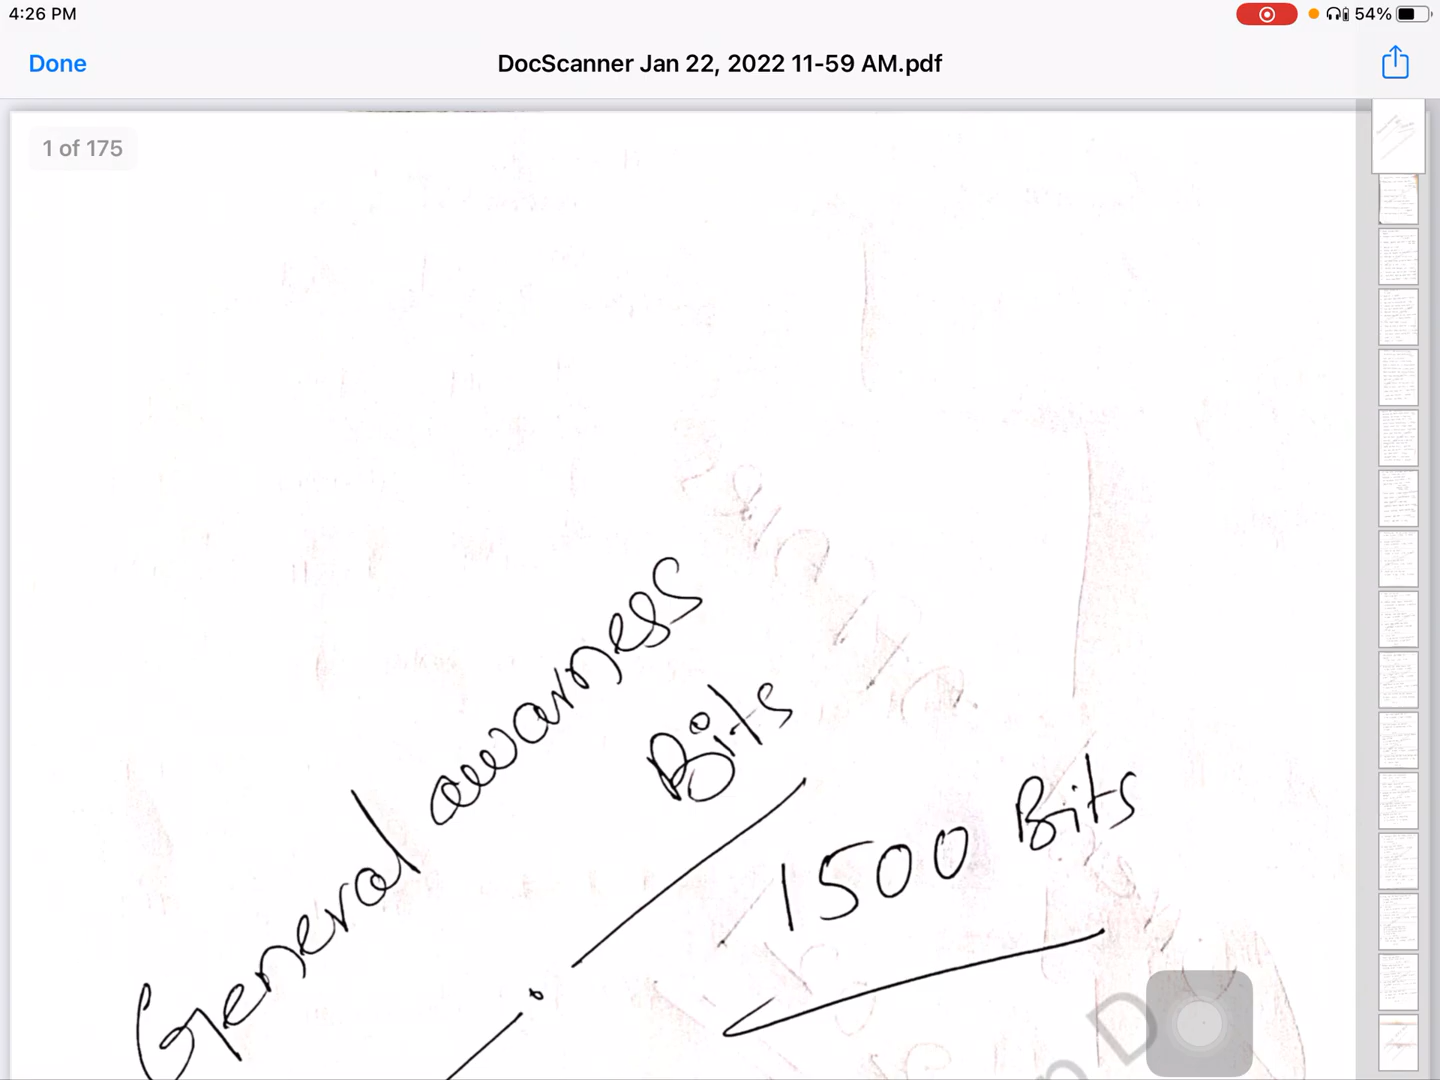 4:26 PM
54%
Done
DocScanner Jan 22, 2022 11-59 AM.pdf
1 of 175
General awarness
Bits
1500 Bits